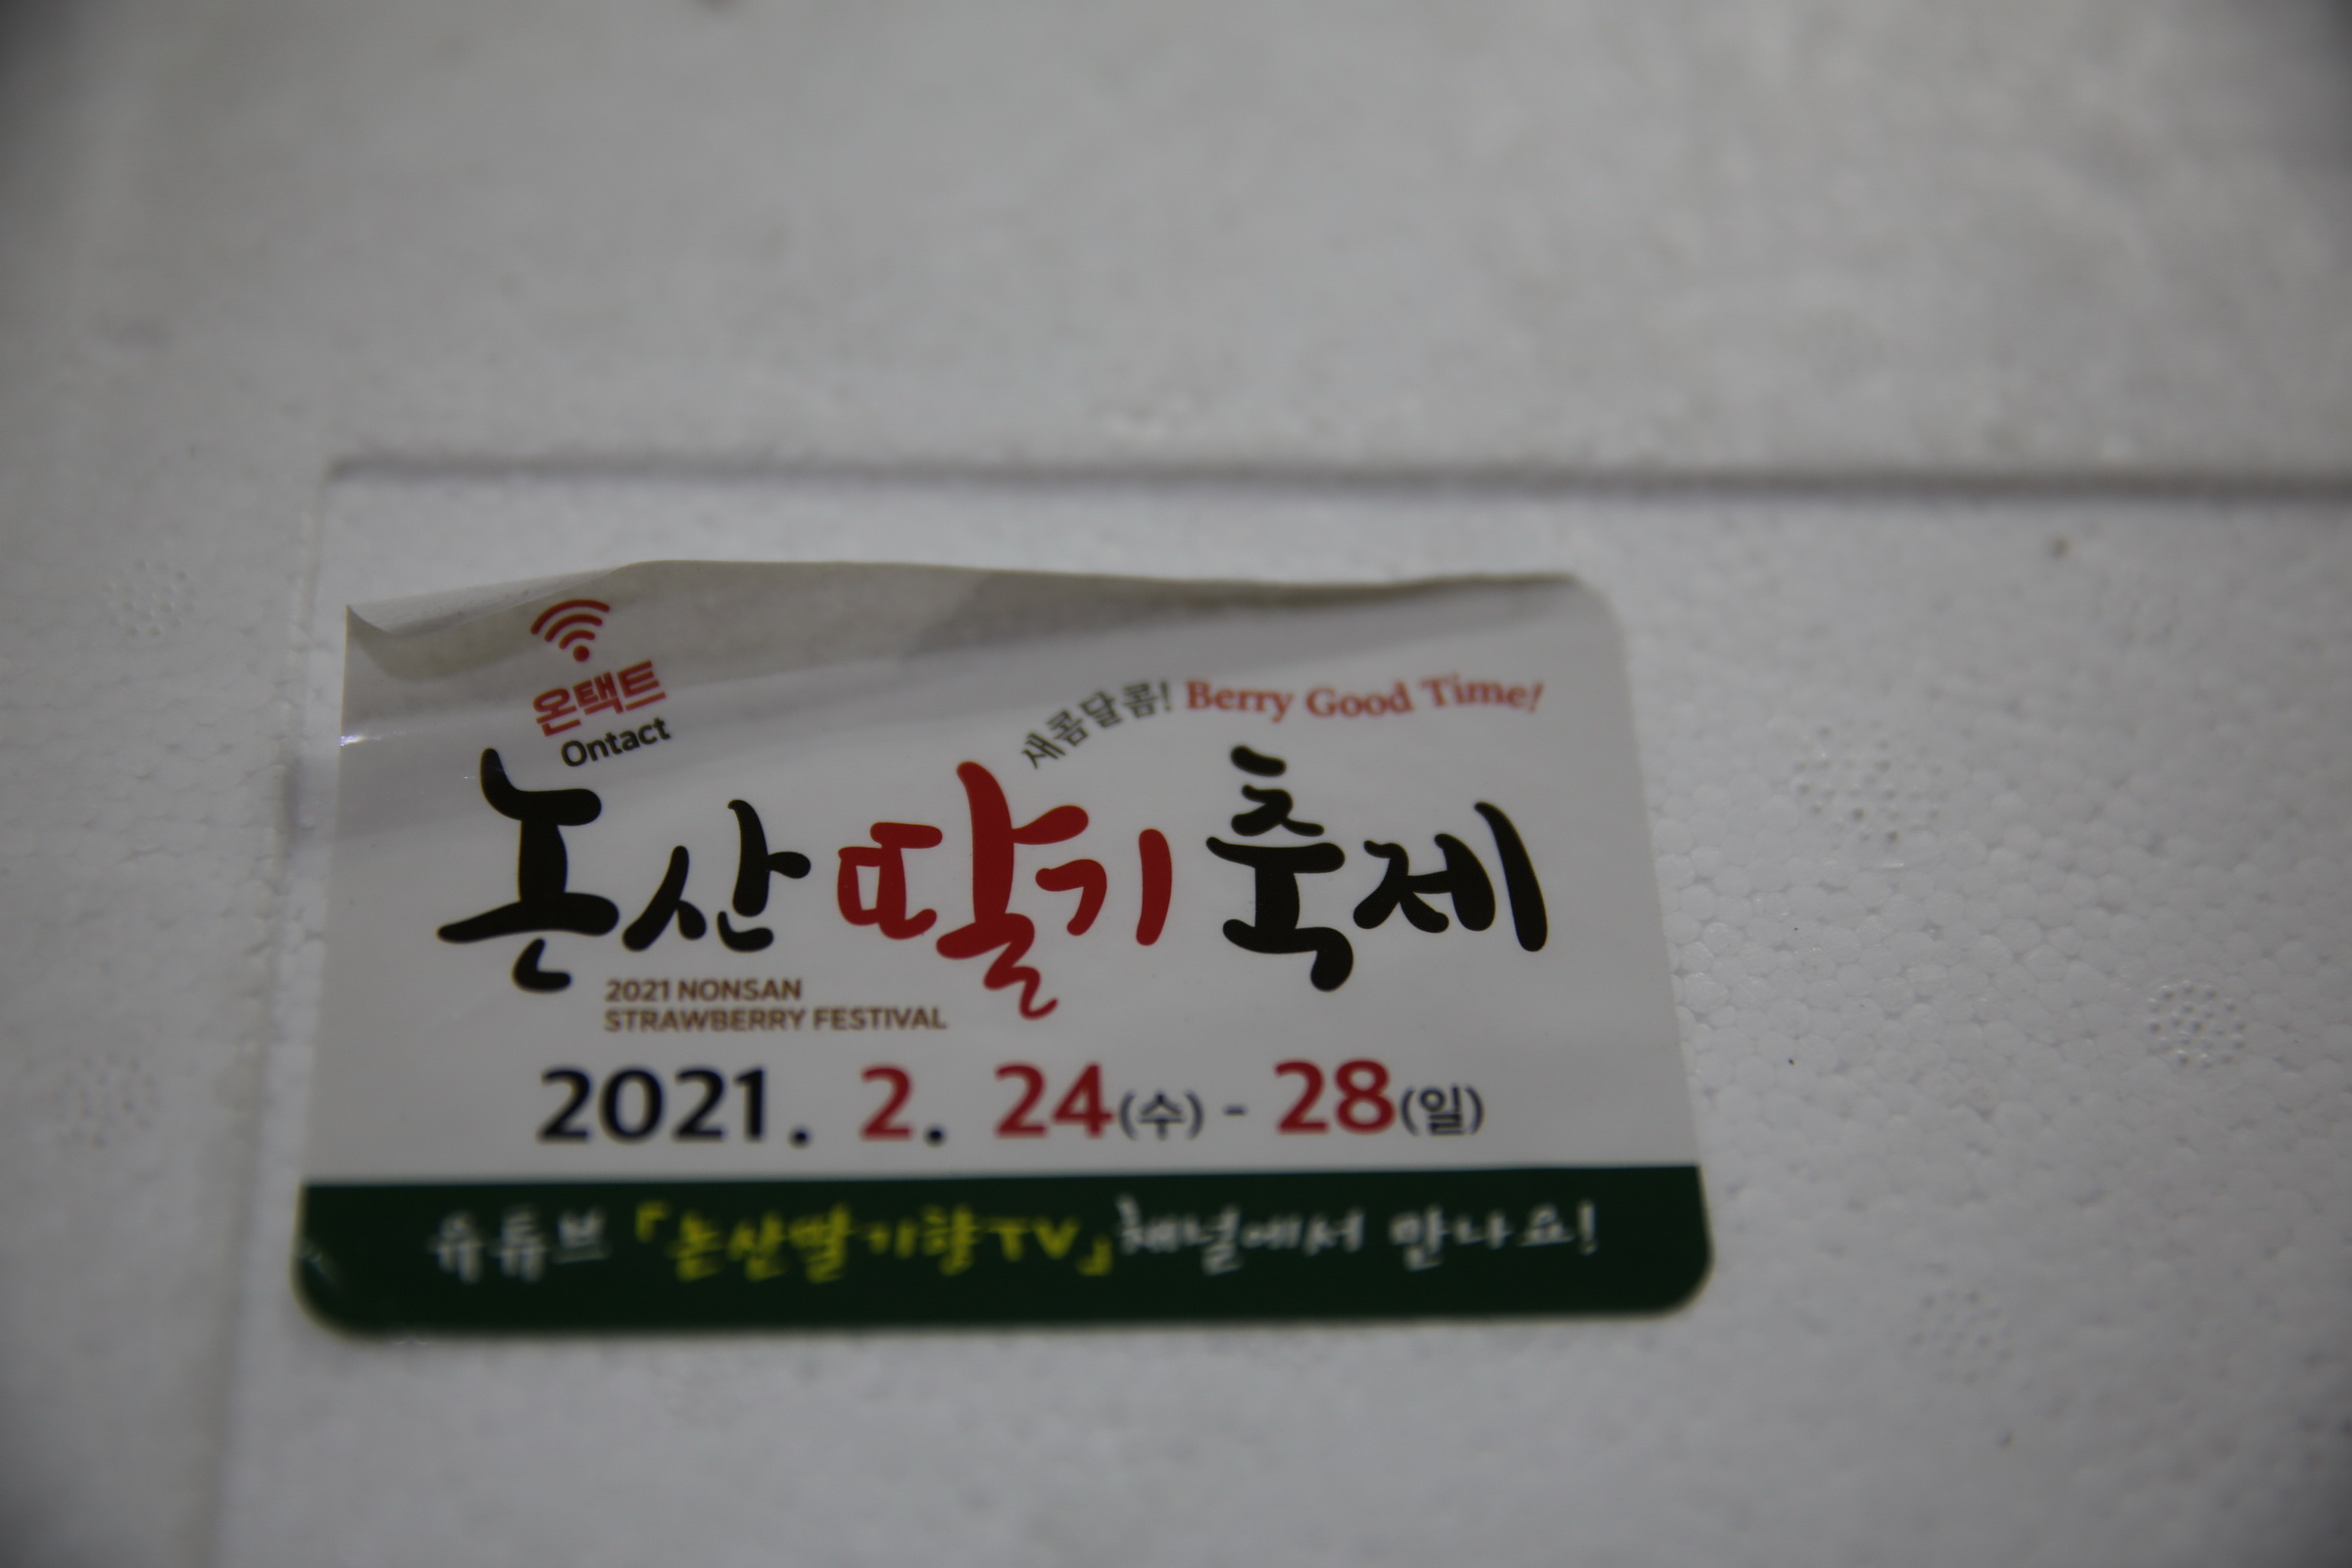 온택트
Ontact
새콤달콤! Berry Good Time!
논산 딸기 축제
2021 NONSAN
STRAWBERRY FESTIVAL
2021. 2. 24(수) - 28(일)
유튜브 「논산딸기향TV」채널에서 만나요!